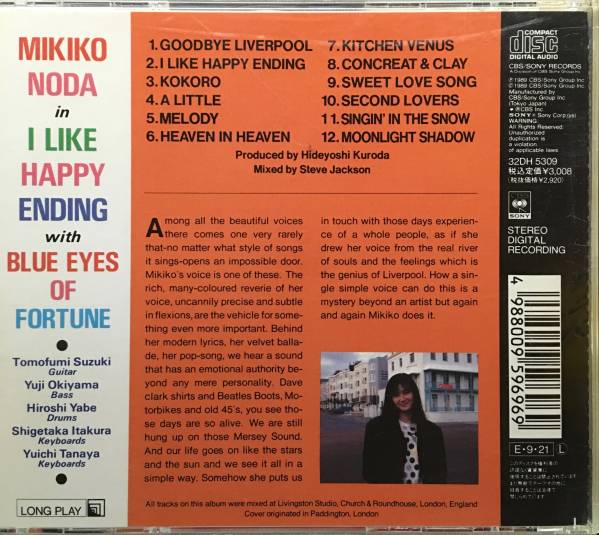 MIKIKO
NODA
in
I LIKE
HAPPY
ENDING
with
BLUE EYES
OF
FORTUNE
Tomofumi Suzuki
Guitar
Yuji Okiyama
Bass
Hiroshi Yabe
Drums
Shigetaka Itakura
Keyboards
Yuichi Tanaya
Keyboards
LONG PLAY
1. GOODBYE LIVERPOOL
2. I LIKE HAPPY ENDING
3. KOKORO
4. A LITTLE
5. MELODY
6. HEAVEN IN HEAVEN
7. KITCHEN VENUS
8. CONCREAT & CLAY
9. SWEET LOVE SONG
10. SECOND LOVERS
11. SINGIN' IN THE SNOW
12. MOONLIGHT SHADOW
Produced by Hideyoshi Kuroda
Mixed by Steve Jackson
Among all the beautiful voices
there comes one very rarely
that-no matter what style of songs
it sings-opens an impossible door.
Mikiko's voice is one of these. The
rich, many-coloured reverie of her
voice, uncannily precise and subtle
in flexions, are the vehicle for some-
thing even more important. Behind
her modern lyrics, her velvet balla-
de, her pop-song, we hear a sound
that has an emotional authority be-
yond any mere personality. Dave
clark shirts and Beatles Boots, Mo-
torbikes and old 45's, you see tho-
se days are so alive. We are still
hung up on those Mersey Sound.
And our life goes on like the stars
and the sun and we see it all in a
simple way. Somehow she puts us
in touch with those days experien-
ce of a whole people, as if she
drew her voice from the real river
of souls and the feelings which is
the genius of Liverpool. How a sin-
gle simple voice can do this is a
mystery beyond an artist but again
and again Mikiko does it.
All tracks on this album were mixed at Livingston Studio, Church & Roundhouse, London, England
Cover originated in Paddington, London
COMPACT
disc
DIGITAL AUDIO
CBS/SONY RECORDS
A Division of CBS/Sony Group Inc.
Ⓟ 1989 CBS/Sony Group Inc
© 1989 CBS/Sony Group Inc
Manufactured by
CBS/Sony Group Inc.
(Tokyo Japan)
SONY® Sony Corp(ys)
WARNING:
All Rights Reserved.
Unauthorized
duplication is
a violation
of applicable laws
32DH 5309
税込定価¥3,008
(税抜価格¥2,920)
SONY
STEREO
DIGITAL
RECORDING
4 988009 596969
E・9・21 L